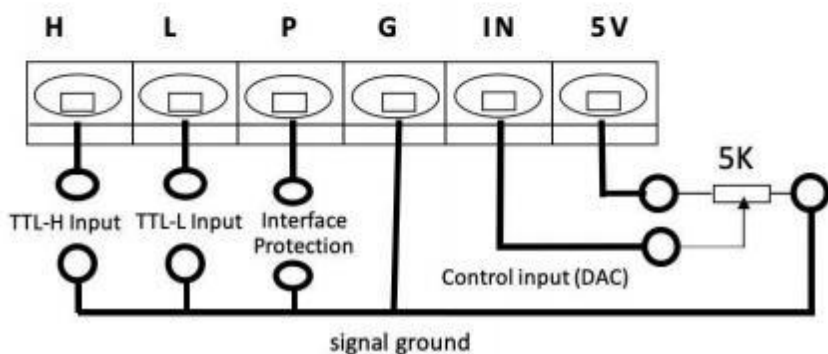 H L P G IN 5V
5K
TTL-H Input TTL-L Input Interface
Protection
Control input (DAC)
signal ground